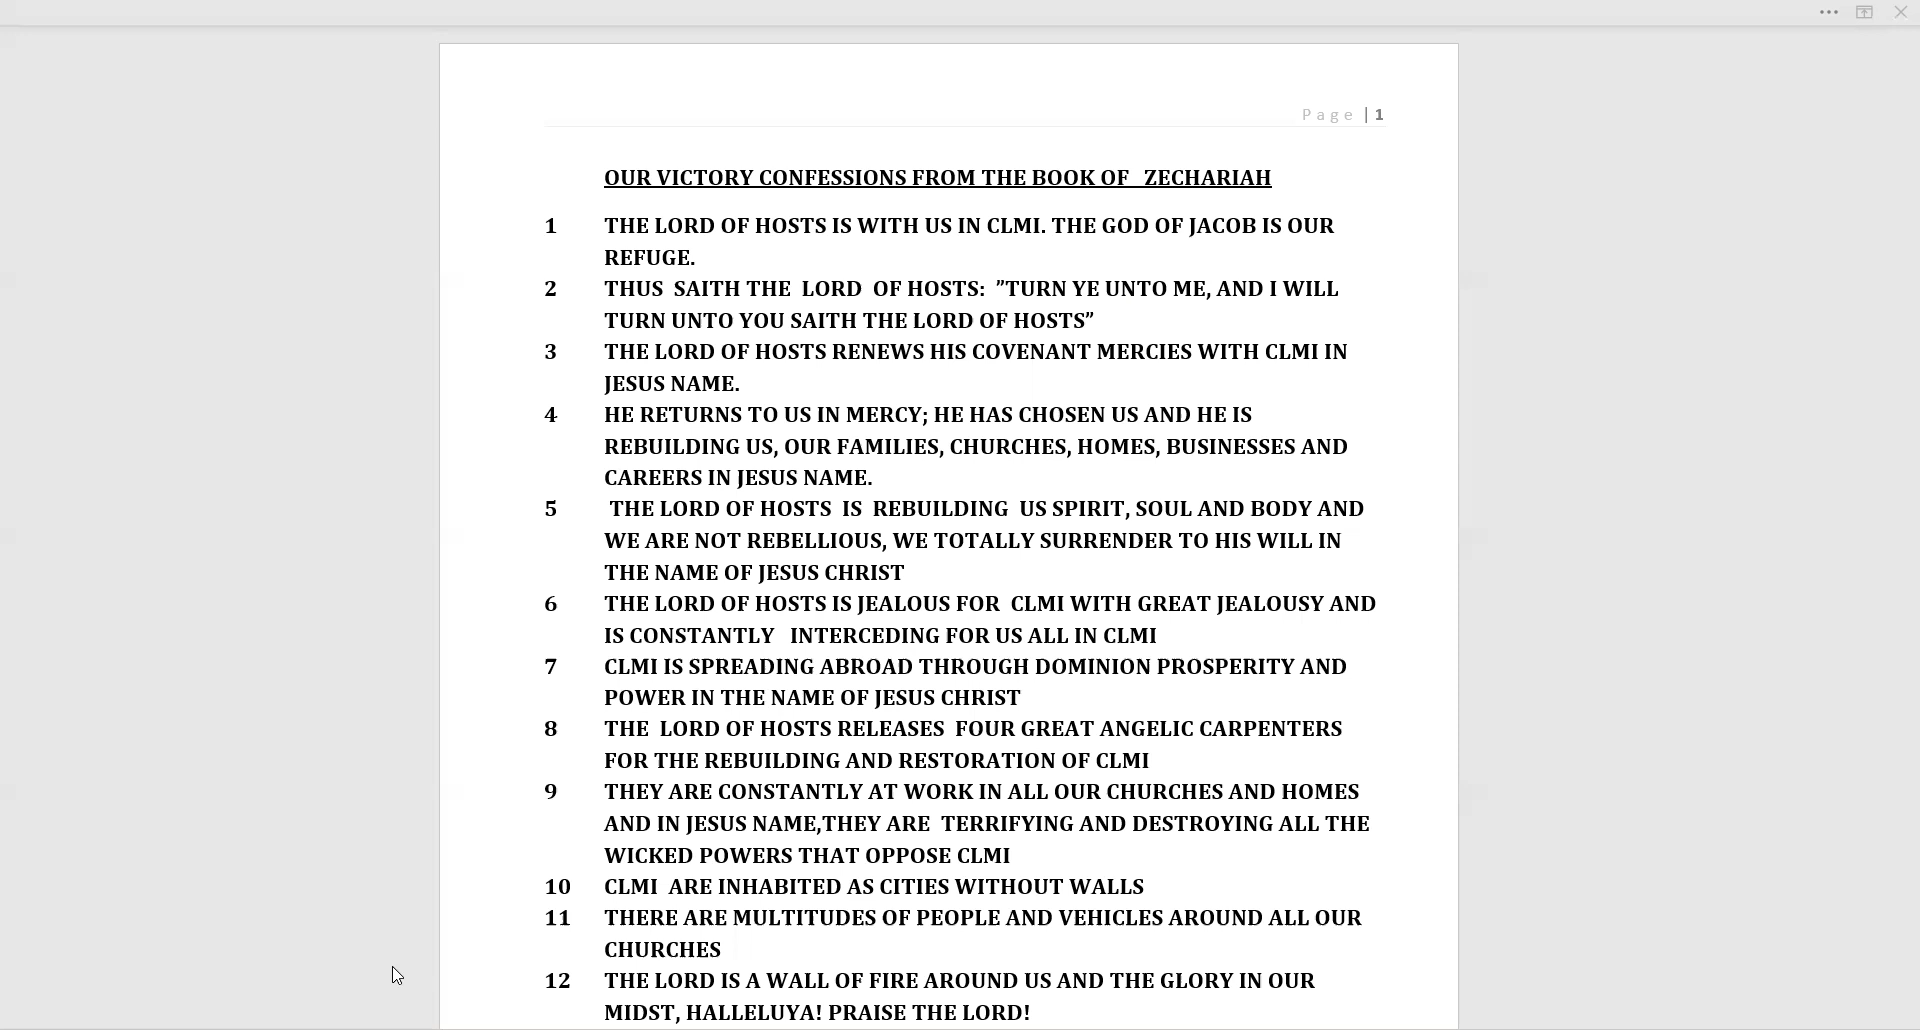 Page | 1
OUR VICTORY CONFESSIONS FROM THE BOOK OF ZECHARIAH
1 THE LORD OF HOSTS IS WITH US IN CLMI. THE GOD OF JACOB IS OUR
REFUGE.
2 THUS SAITH THE LORD OF HOSTS: ”TURN YE UNTO ME, AND I WILL
TURN UNTO YOU SAITH THE LORD OF HOSTS”
3 THE LORD OF HOSTS RENEWS HIS COVENANT MERCIES WITH CLMI IN
JESUS NAME.
4 HE RETURNS TO US IN MERCY; HE HAS CHOSEN US AND HE IS
REBUILDING US, OUR FAMILIES, CHURCHES, HOMES, BUSINESSES AND
CAREERS IN JESUS NAME.
5 THE LORD OF HOSTS IS REBUILDING US SPIRIT, SOUL AND BODY AND
WE ARE NOT REBELLIOUS, WE TOTALLY SURRENDER TO HIS WILL IN
THE NAME OF JESUS CHRIST
6 THE LORD OF HOSTS IS JEALOUS FOR CLMI WITH GREAT JEALOUSY AND
IS CONSTANTLY INTERCEDING FOR US ALL IN CLMI
7 CLMI IS SPREADING ABROAD THROUGH DOMINION PROSPERITY AND
POWER IN THE NAME OF JESUS CHRIST
8 THE LORD OF HOSTS RELEASES FOUR GREAT ANGELIC CARPENTERS
FOR THE REBUILDING AND RESTORATION OF CLMI
9 THEY ARE CONSTANTLY AT WORK IN ALL OUR CHURCHES AND HOMES
AND IN JESUS NAME,THEY ARE TERRIFYING AND DESTROYING ALL THE
WICKED POWERS THAT OPPOSE CLMI
10 CLMI ARE INHABITED AS CITIES WITHOUT WALLS
11 THERE ARE MULTITUDES OF PEOPLE AND VEHICLES AROUND ALL OUR
CHURCHES
12 THE LORD IS A WALL OF FIRE AROUND US AND THE GLORY IN OUR
MIDST, HALLELUYA! PRAISE THE LORD!